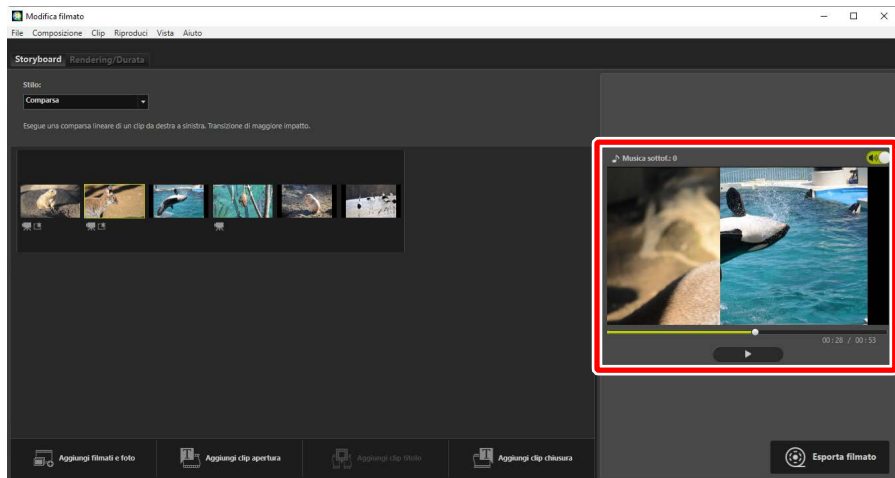 Modifica filmato
File Composizione Clip Riproduci Vista Aiuto
Storyboard Rendering/Durata
Stilo:
Comparsa
Esegue una comparsa lineare di un clip da destra a sinistra. Transizione di maggiore impatto.
Musica sottof.: 0
00:28 / 00:53
Aggiungi filmati e foto
Aggiungi clip apertura
Aggiungi clip titolo
Aggiungi clip chiusura
Esporta filmato